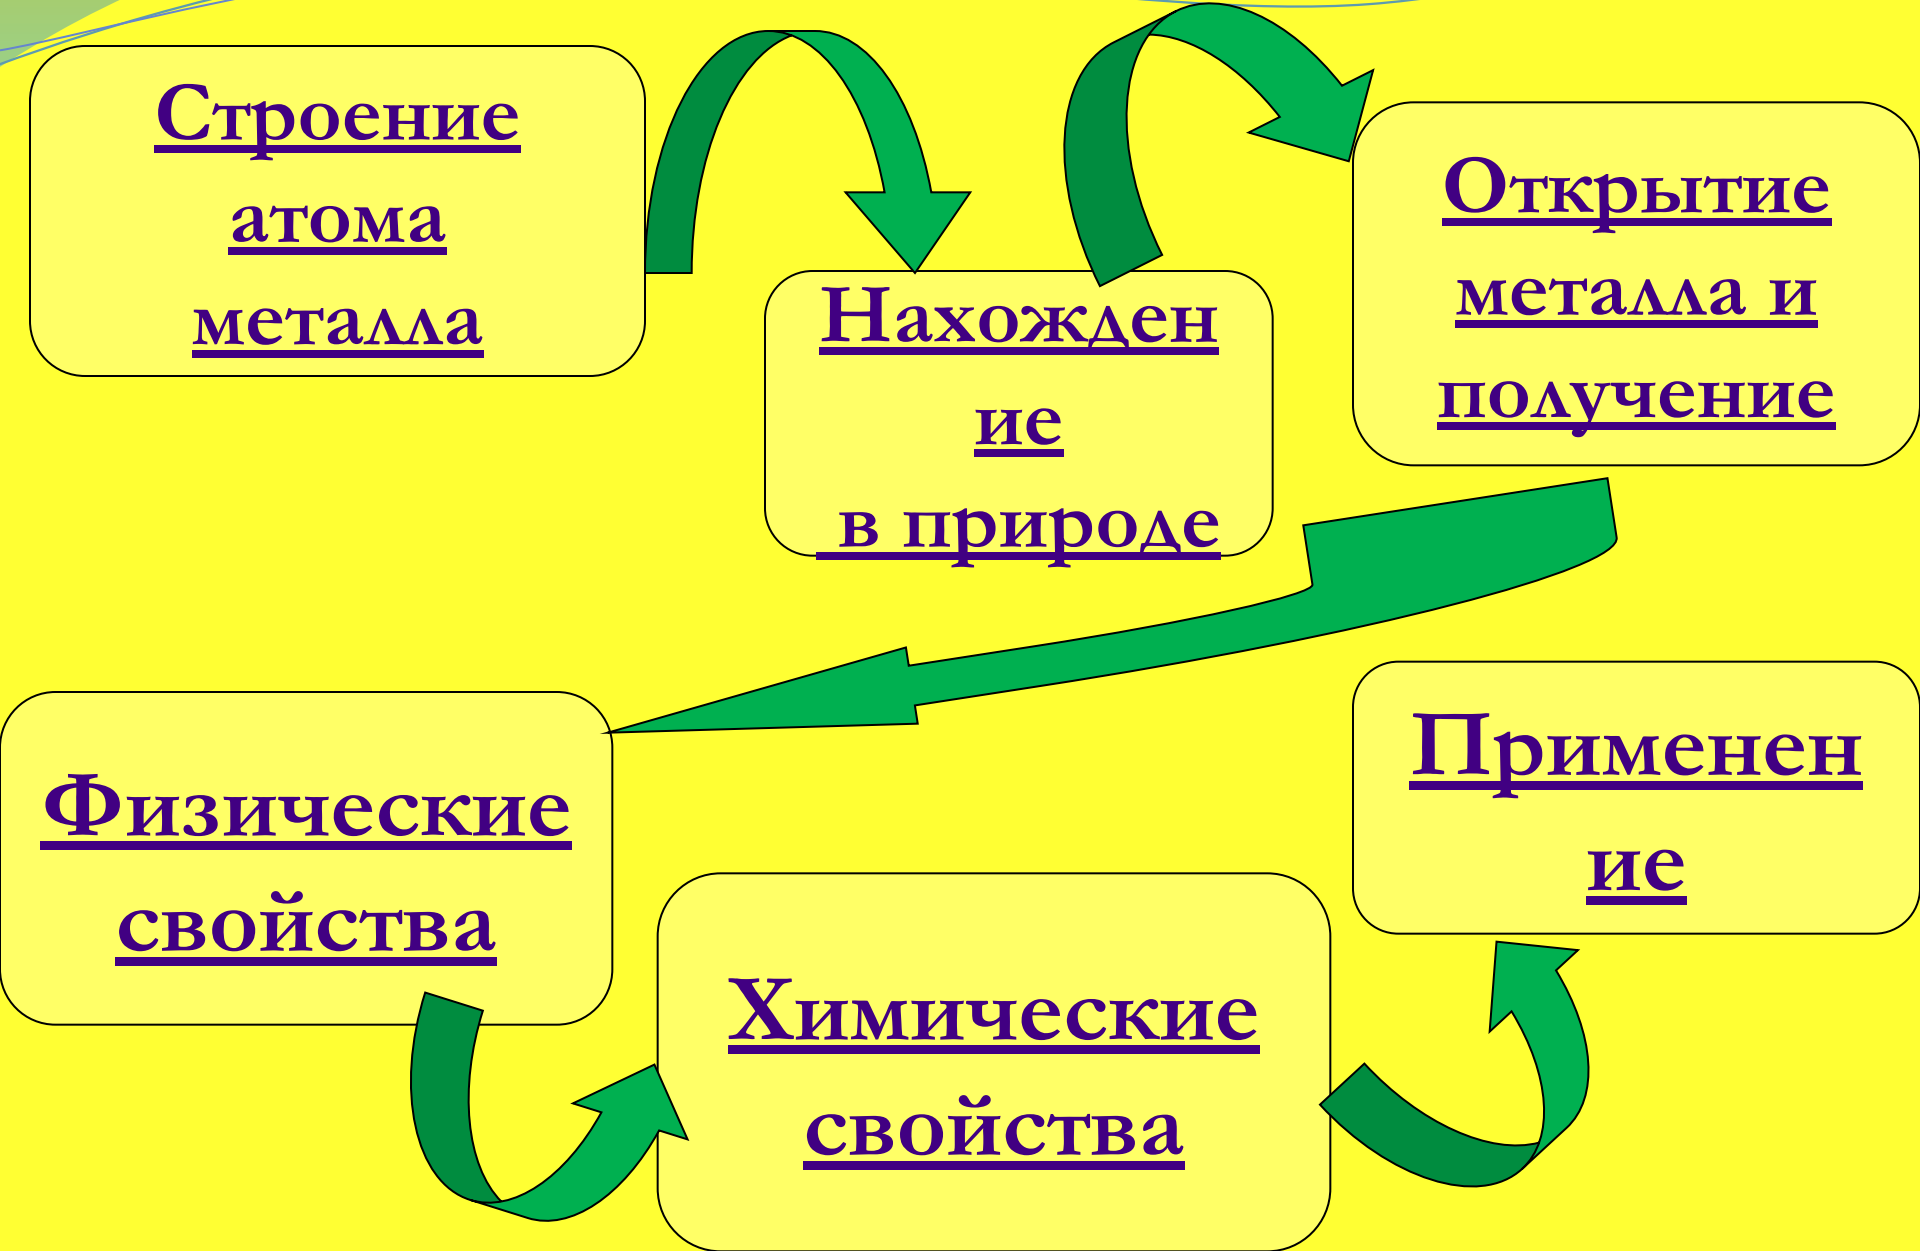 Строение
атома
металла
Нахожден
ие
в природе
Открытие
металла и
получение
Физические
свойства
Химические
свойства
Применен
ие